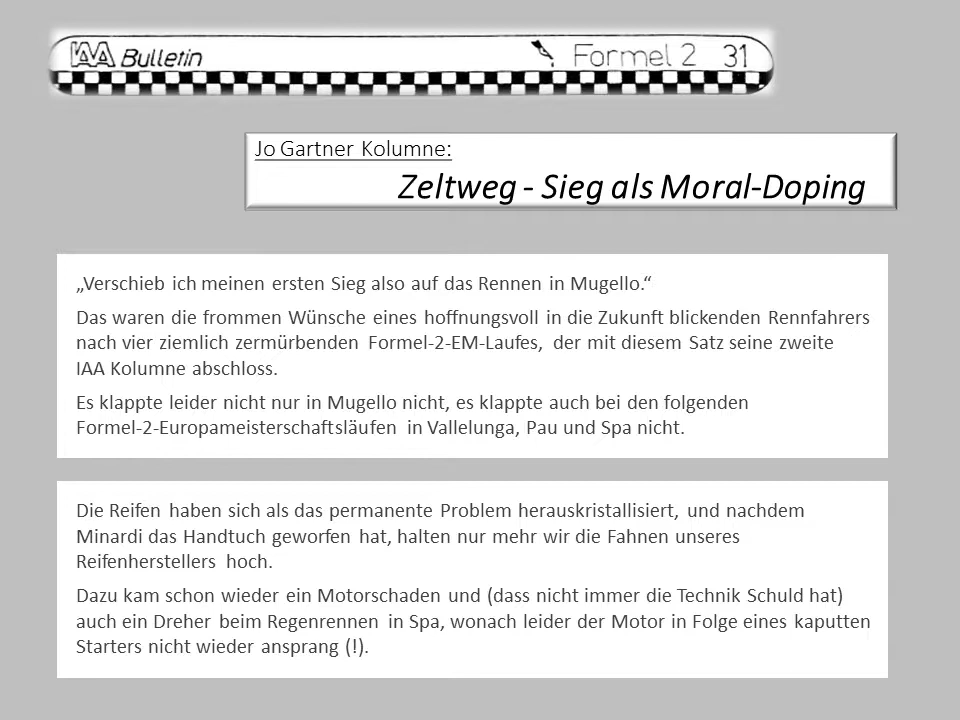 IAA Bulletin Formel 2 31
Jo Gartner Kolumne:
Zeltweg - Sieg als Moral-Doping
„Verschieb ich meinen ersten Sieg also auf das Rennen in Mugello.“
Das waren die frommen Wünsche eines hoffnungsvoll in die Zukunft blickenden Rennfahrers
nach vier ziemlich zermürbenden Formel-2-EM-Laufes, der mit diesem Satz seine zweite
IAA Kolumne abschloss.
Es klappte leider nicht nur in Mugello nicht, es klappte auch bei den folgenden
Formel-2-Europameisterschaftsläufen in Vallelunga, Pau und Spa nicht.
Die Reifen haben sich als das permanente Problem herauskristallisiert, und nachdem
Minardi das Handtuch geworfen hat, halten nur mehr wir die Fahnen unseres
Reifenherstellers hoch.
Dazu kam schon wieder ein Motorschaden und (dass nicht immer die Technik Schuld hat)
auch ein Dreher beim Regenrennen in Spa, wonach leider der Motor in Folge eines kaputten
Starters nicht wieder ansprang (!).